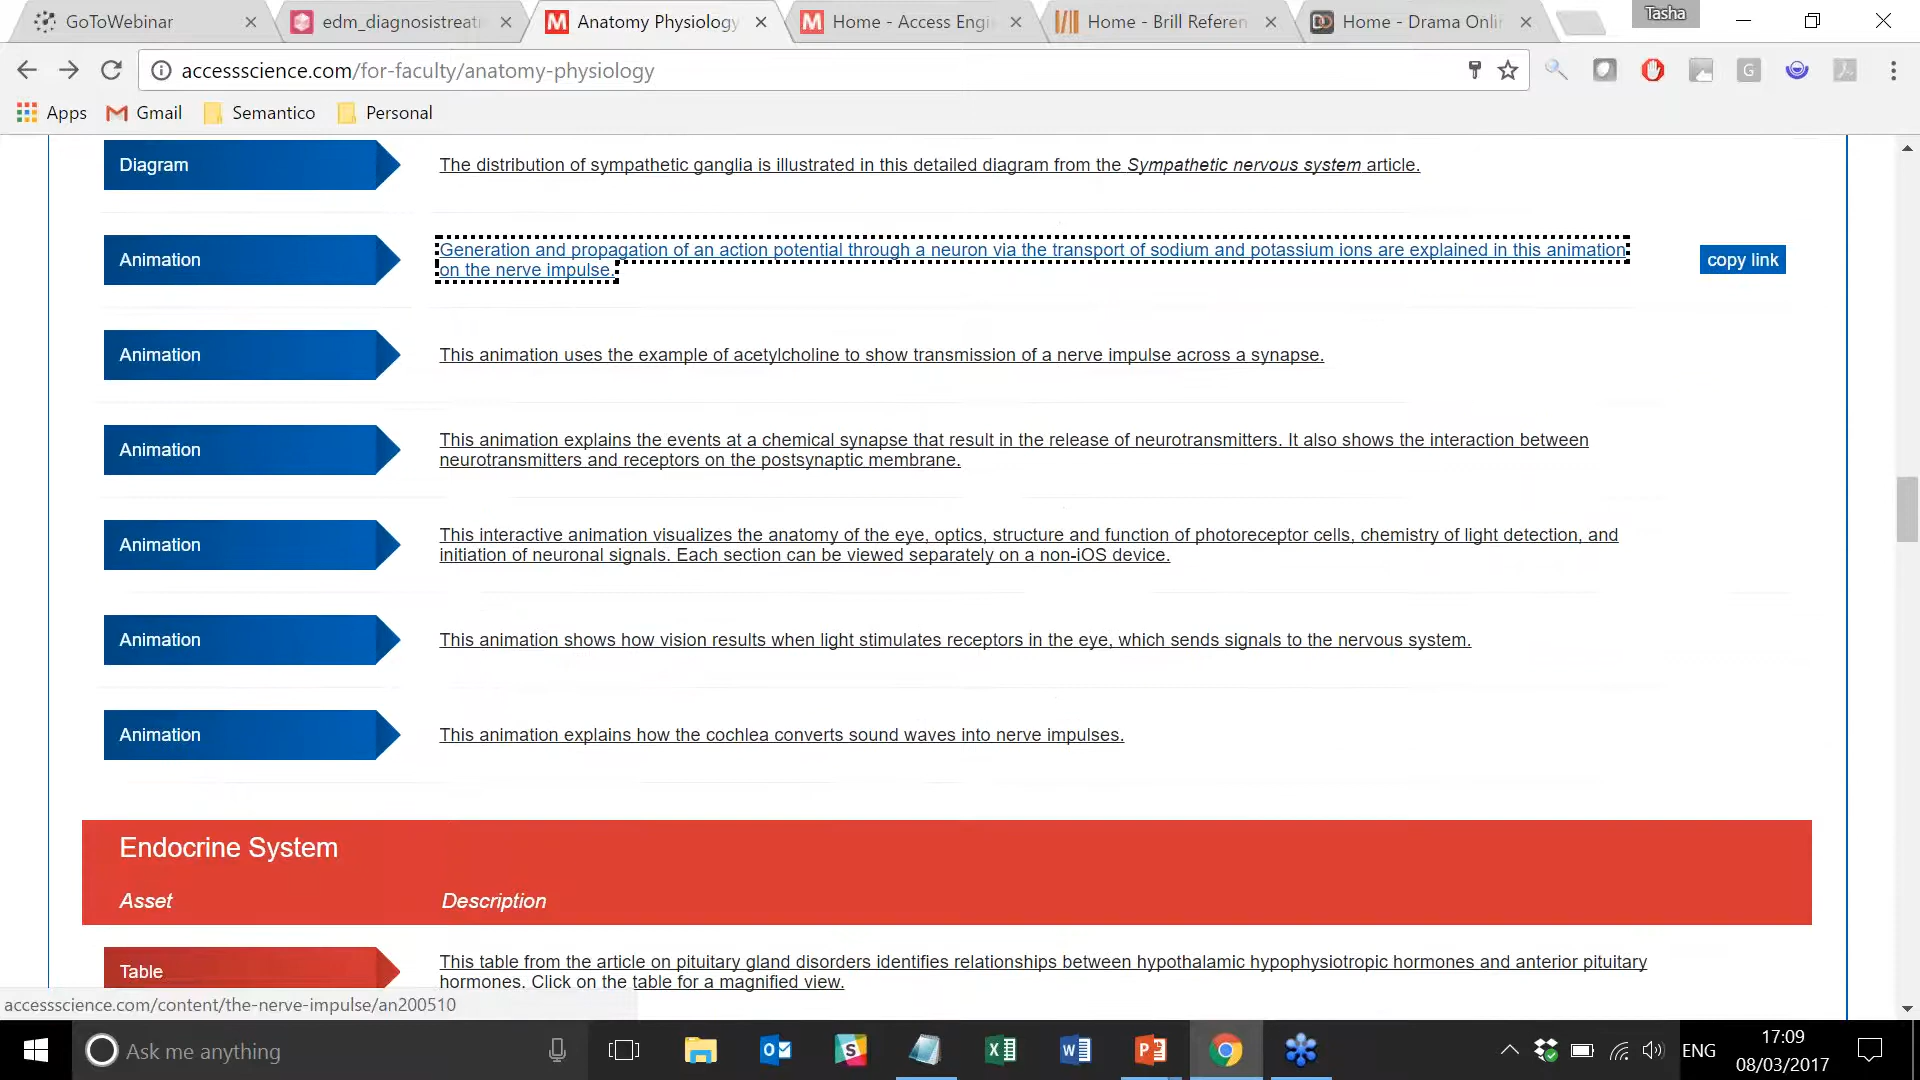 GoToWebinar
edm_diagnosistreat
Anatomy Physiology
Home - Access Engi
Home - Brill Referen
Home - Drama Onli
Tasha
accessscience.com/for-faculty/anatomy-physiology
Apps
Gmail
Semantico
Personal
Diagram
The distribution of sympathetic ganglia is illustrated in this detailed diagram from the Sympathetic nervous system article.
Animation
Generation and propagation of an action potential through a neuron via the transport of sodium and potassium ions are explained in this animation
on the nerve impulse.
copy link
Animation
This animation uses the example of acetylcholine to show transmission of a nerve impulse across a synapse.
Animation
This animation explains the events at a chemical synapse that result in the release of neurotransmitters. It also shows the interaction between
neurotransmitters and receptors on the postsynaptic membrane.
Animation
This interactive animation visualizes the anatomy of the eye, optics, structure and function of photoreceptor cells, chemistry of light detection, and
initiation of neuronal signals. Each section can be viewed separately on a non-iOS device.
Animation
This animation shows how vision results when light stimulates receptors in the eye, which sends signals to the nervous system.
Animation
This animation explains how the cochlea converts sound waves into nerve impulses.
Endocrine System
Asset
Description
Table
This table from the article on pituitary gland disorders identifies relationships between hypothalamic hypophysiotropic hormones and anterior pituitary
hormones. Click on the table for a magnified view.
accessscience.com/content/the-nerve-impulse/an200510
Ask me anything
ENG
17:09
08/03/2017